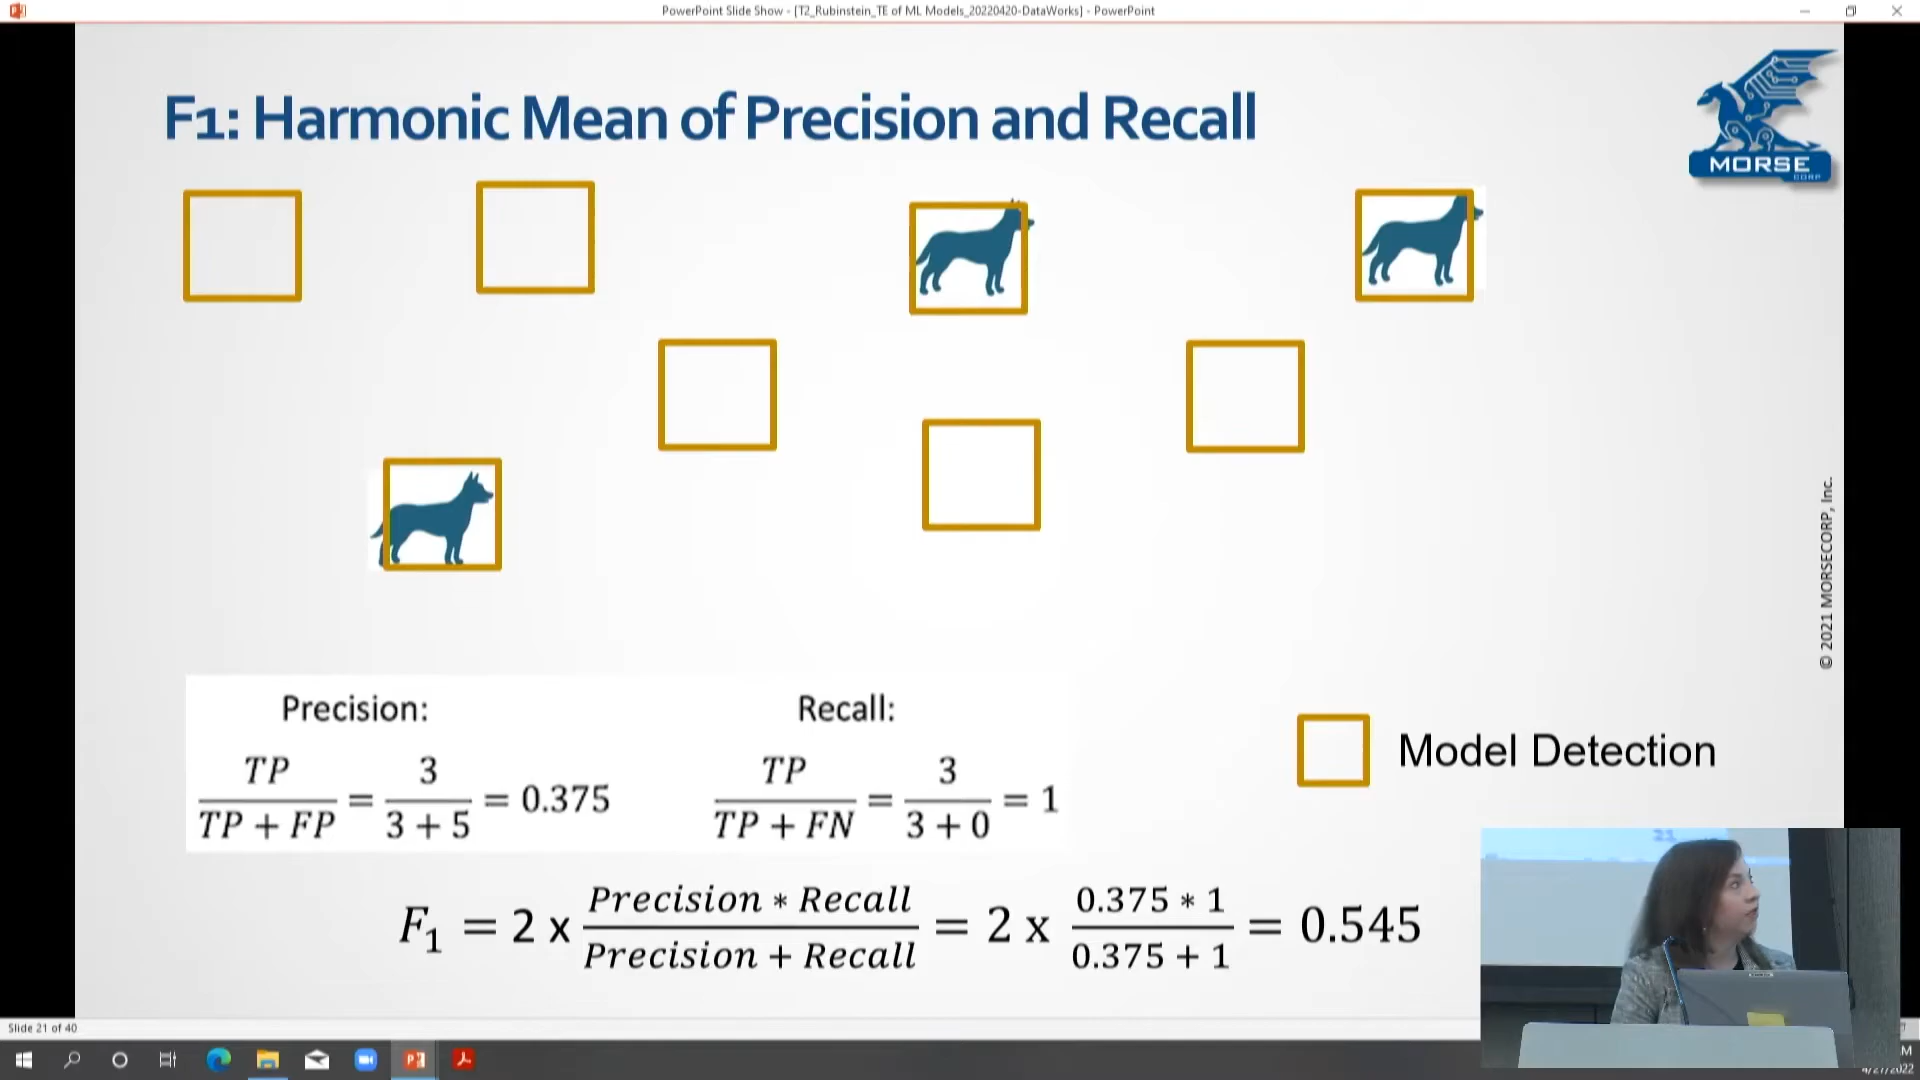 PowerPoint Slide Show - [T2_Rubinstein_TE of ML Models_20220420-DataWorks] - PowerPoint
F1: Harmonic Mean of Precision and Recall
MORSE
CORP
© 2021 MORSECORP, Inc.
Precision:
TP / TP + FP = 3 / 3 + 5 = 0.375
Recall:
TP / TP + FN = 3 / 3 + 0 = 1
Model Detection
F₁ = 2 x Precision * Recall / Precision + Recall = 2 x 0.375 * 1 / 0.375 + 1 = 0.545
21
Slide 21 of 40